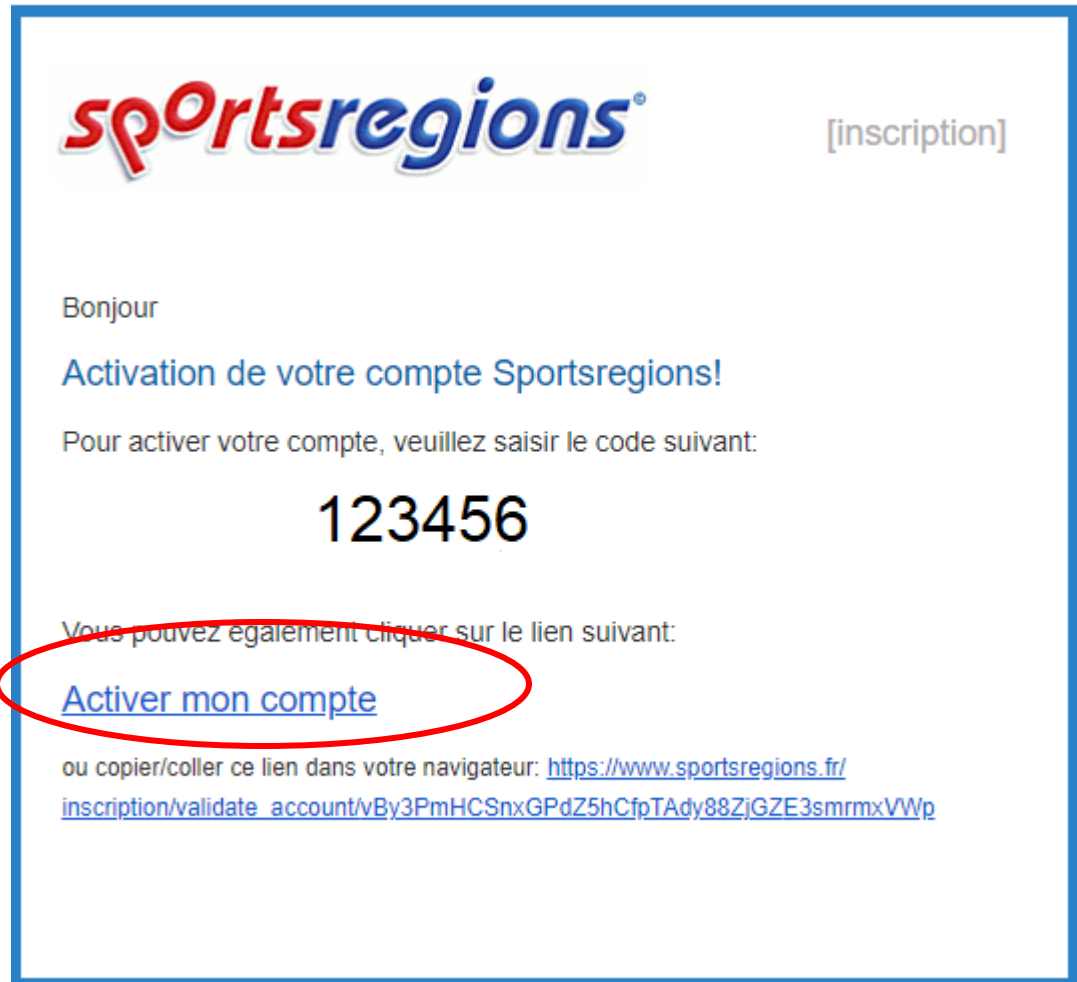 sportsregions©
[inscription]
Bonjour
Activation de votre compte Sportsregions!
Pour activer votre compte, veuillez saisir le code suivant:
123456
Vous pouvez également cliquer sur le lien suivant:
Activer mon compte
ou copier/coller ce lien dans votre navigateur: https://www.sportsregions.fr/
inscription/validate_account/vBy3PmHCSnxGPdZ5hCfpTAdy88ZjGZE3smrmxVWp